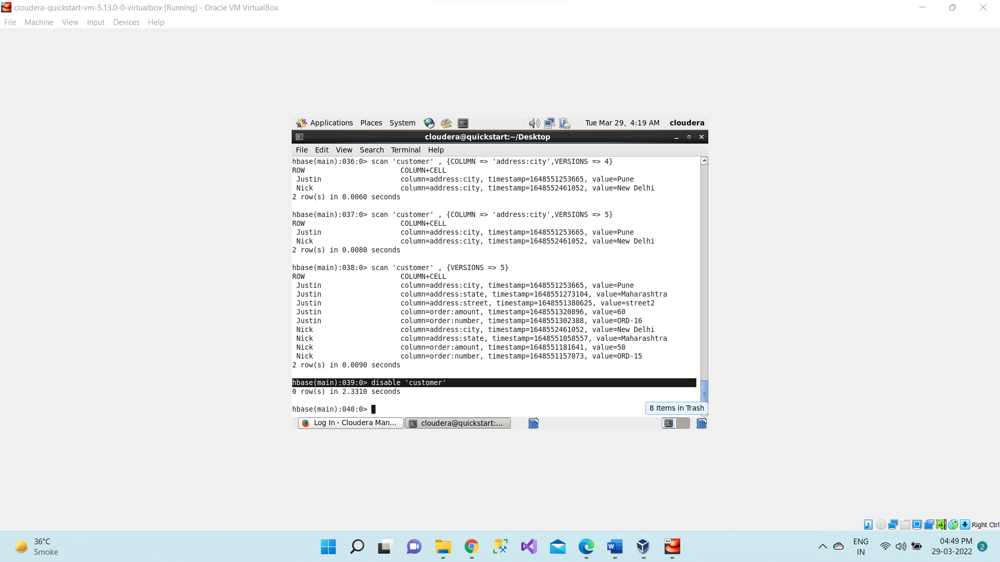 cloudera-quickstart-vm-5.13.0-0-virtualbox [Running] - Oracle VM VirtualBox
File Machine View Input Devices Help
Applications Places System Tue Mar 29, 4:19 AM cloudera
cloudera@quickstart:~/Desktop
File Edit View Search Terminal Help
hbase(main):036:0> scan 'customer' , {COLUMN => 'address:city',VERSIONS => 4}
ROW COLUMN+CELL
Justin column=address:city, timestamp=1648551253665, value=Pune
Nick column=address:city, timestamp=1648552461052, value=New Delhi
2 row(s) in 0.0060 seconds
hbase(main):037:0> scan 'customer' , {COLUMN => 'address:city',VERSIONS => 5}
ROW COLUMN+CELL
Justin column=address:city, timestamp=1648551253665, value=Pune
Nick column=address:city, timestamp=1648552461052, value=New Delhi
2 row(s) in 0.0080 seconds
hbase(main):038:0> scan 'customer' , {VERSIONS => 5}
ROW COLUMN+CELL
Justin column=address:city, timestamp=1648551253665, value=Pune
Justin column=address:state, timestamp=1648551273104, value=Maharashtra
Justin column=address:street, timestamp=1648551380625, value=street2
Justin column=order:amount, timestamp=1648551320896, value=60
Justin column=order:number, timestamp=1648551302388, value=ORD-16
Nick column=address:city, timestamp=1648552461052, value=New Delhi
Nick column=address:state, timestamp=1648551058557, value=Maharashtra
Nick column=order:amount, timestamp=1648551181641, value=50
Nick column=order:number, timestamp=1648551157073, value=ORD-15
2 row(s) in 0.0090 seconds
hbase(main):039:0> disable 'customer'
0 row(s) in 2.3310 seconds
hbase(main):040:0>
8 Items in Trash
Log In - Cloudera Man... cloudera@quickstart:...
Right Ctrl
36°C
Smoke
ENG
IN
04:49 PM
29-03-2022
2